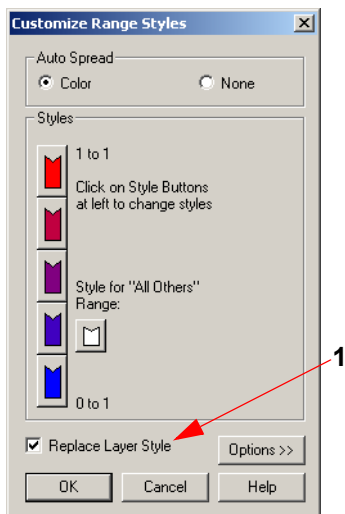 Customize Range Styles
Auto Spread
Color
None
Styles
1 to 1
Click on Style Buttons
at left to change styles
Style for "All Others"
Range:
0 to 1
1
Replace Layer Style
Options >>
OK
Cancel
Help